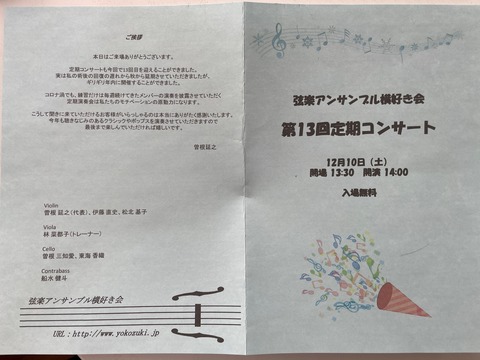 ご挨拶
本日はご来場ありがとうございます。
定期コンサートも今回で13回目を迎えることができました。
実は私の術後の回復の遅れから秋から延期させていただきましたが、
ギリギリ年内に開催することができました。
コロナ渦でも、練習だけは毎週続けてきたメンバーの演奏を披露させていただく
定期演奏会は私たちのモチベーションの原動力になります。
こうして聞きに来ていただけるお客様がいらっしゃるのは本当にありがたく感謝いたします。
今年も聴きなじみのあるクラシックやポップスを演奏させていただきますので
最後まで楽しんでいただければ嬉しいです。
曽根延之
Violin
曽根 延之(代表)、伊藤 直史、松北 基子
Viola
林 菜都子(トレーナー)
Cello
曽根 三知愛、東海 香織
Contrabass
船水 健斗
弦楽アンサンブル横好き会
URL:http://www.yokozuki.jp
弦楽アンサンブル横好き会
第13回定期コンサート
12月10日(土)
開場 13:30 開演 14:00
入場無料